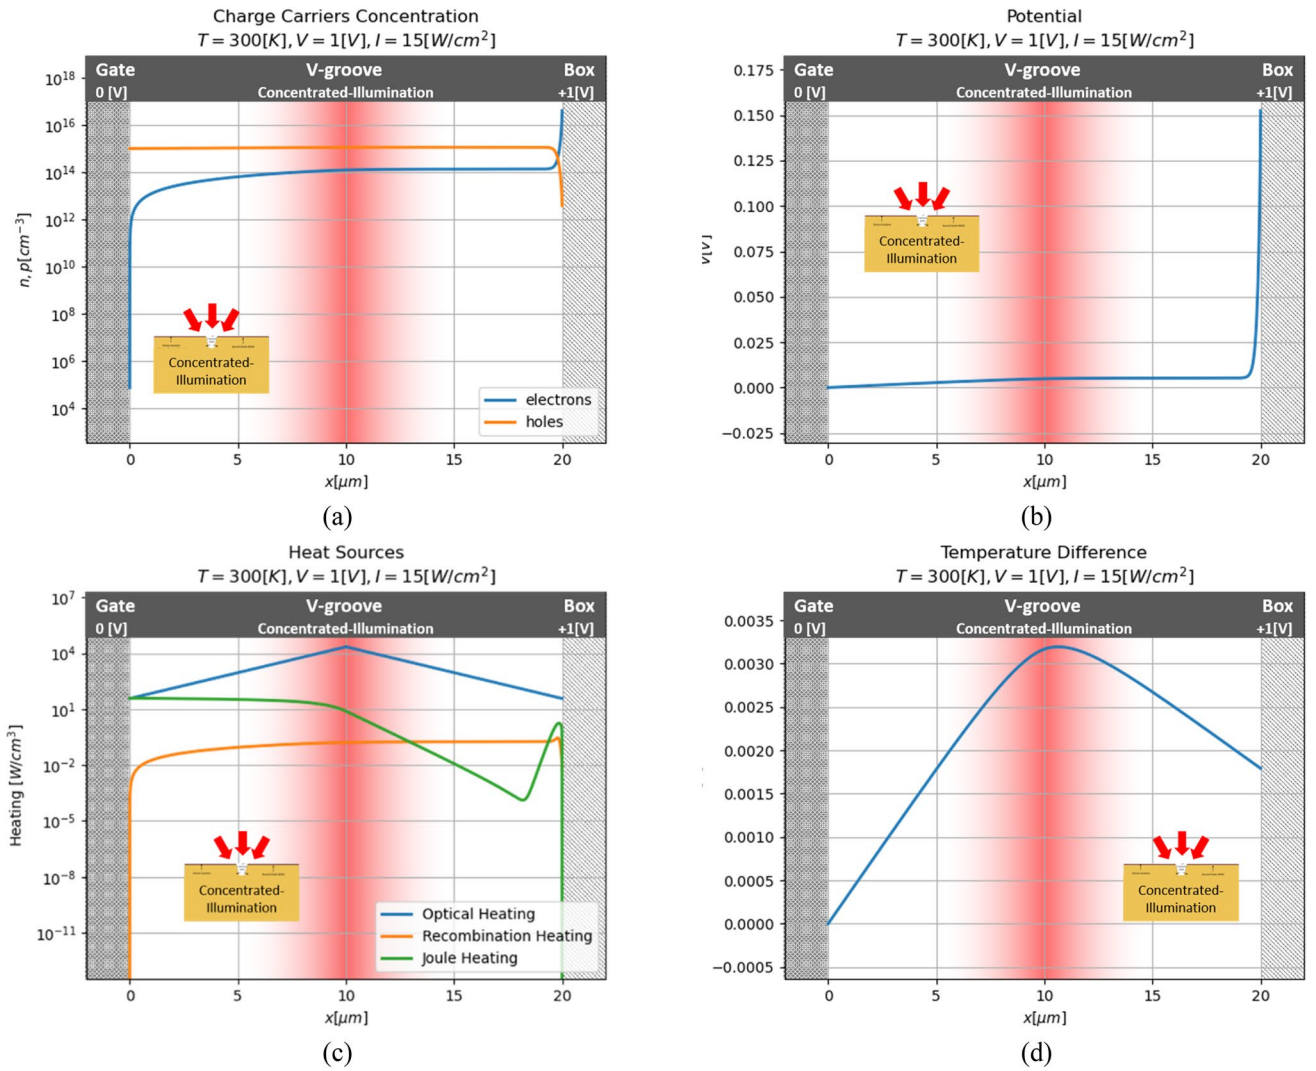 Charge Carriers Concentration
T = 300[K], V = 1[V], I = 15[W/cm²]
Gate V-groove Box
0 [V] Concentrated-Illumination +1[V]
10¹⁸
10¹⁶
10¹⁴
10¹²
10¹⁰
10⁸
10⁶
10⁴
n, p[cm⁻³]
Concentrated-
Illumination
electrons
holes
0 5 10 15 20
x[μm]
(a)
Potential
T = 300[K], V = 1[V], I = 15[W/cm²]
Gate V-groove Box
0 [V] Concentrated-Illumination +1[V]
0.175
0.150
0.125
0.100
0.075
0.050
0.025
0.000
−0.025
v[V]
Concentrated-
Illumination
0 5 10 15 20
x[μm]
(b)
Heat Sources
T = 300[K], V = 1[V], I = 15[W/cm²]
Gate V-groove Box
0 [V] Concentrated-Illumination +1[V]
10⁷
10⁴
10¹
10⁻²
10⁻⁵
10⁻⁸
10⁻¹¹
Heating [W/cm³]
Concentrated-
Illumination
Optical Heating
Recombination Heating
Joule Heating
0 5 10 15 20
x[μm]
(c)
Temperature Difference
T = 300[K], V = 1[V], I = 15[W/cm²]
Gate V-groove Box
0 [V] Concentrated-Illumination +1[V]
0.0035
0.0030
0.0025
0.0020
0.0015
0.0010
0.0005
0.0000
−0.0005
Concentrated-
Illumination
0 5 10 15 20
x[μm]
(d)